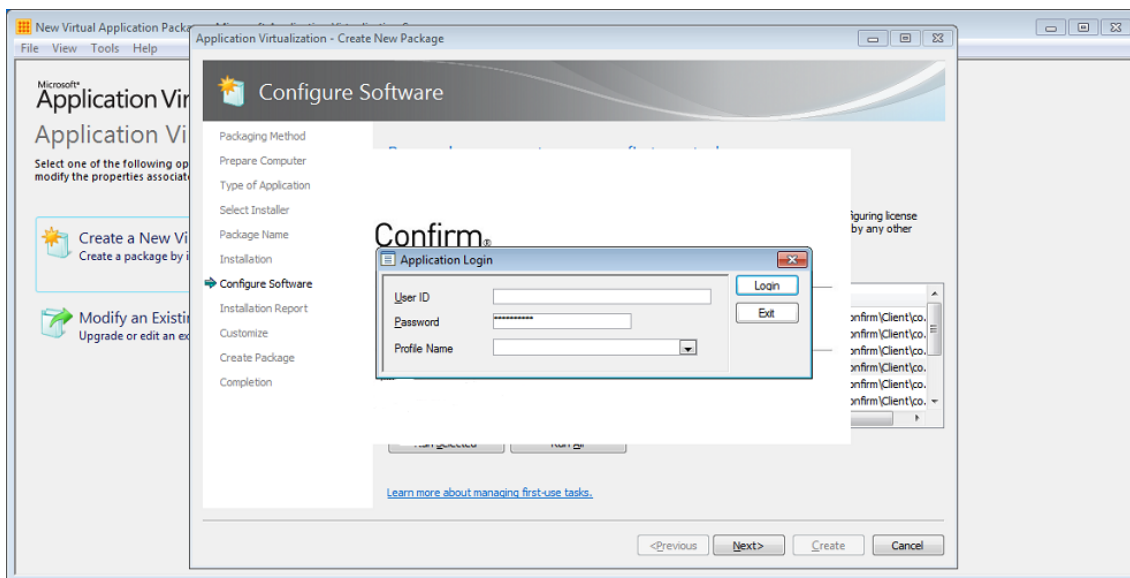 New Virtual Application Packa
File View Tools Help
Microsoft®
Application Vir
Application Vi
Select one of the following op
modify the properties associat
Create a New Vi
Create a package by i
Modify an Existi
Upgrade or edit an ex
Application Virtualization - Create New Package
Configure Software
Packaging Method
Prepare Computer
Type of Application
Select Installer
Package Name
Installation
Configure Software
Installation Report
Customize
Create Package
Completion
figuring license
by any other
Confirm®
Application Login
User ID
Password
Profile Name
Login
Exit
onfirm\Client\co.
onfirm\Client\co.
onfirm\Client\co.
onfirm\Client\co.
onfirm\Client\co.
onfirm\Client\co.
Run Selected
Run All
Learn more about managing first-use tasks.
<Previous
Next>
Create
Cancel